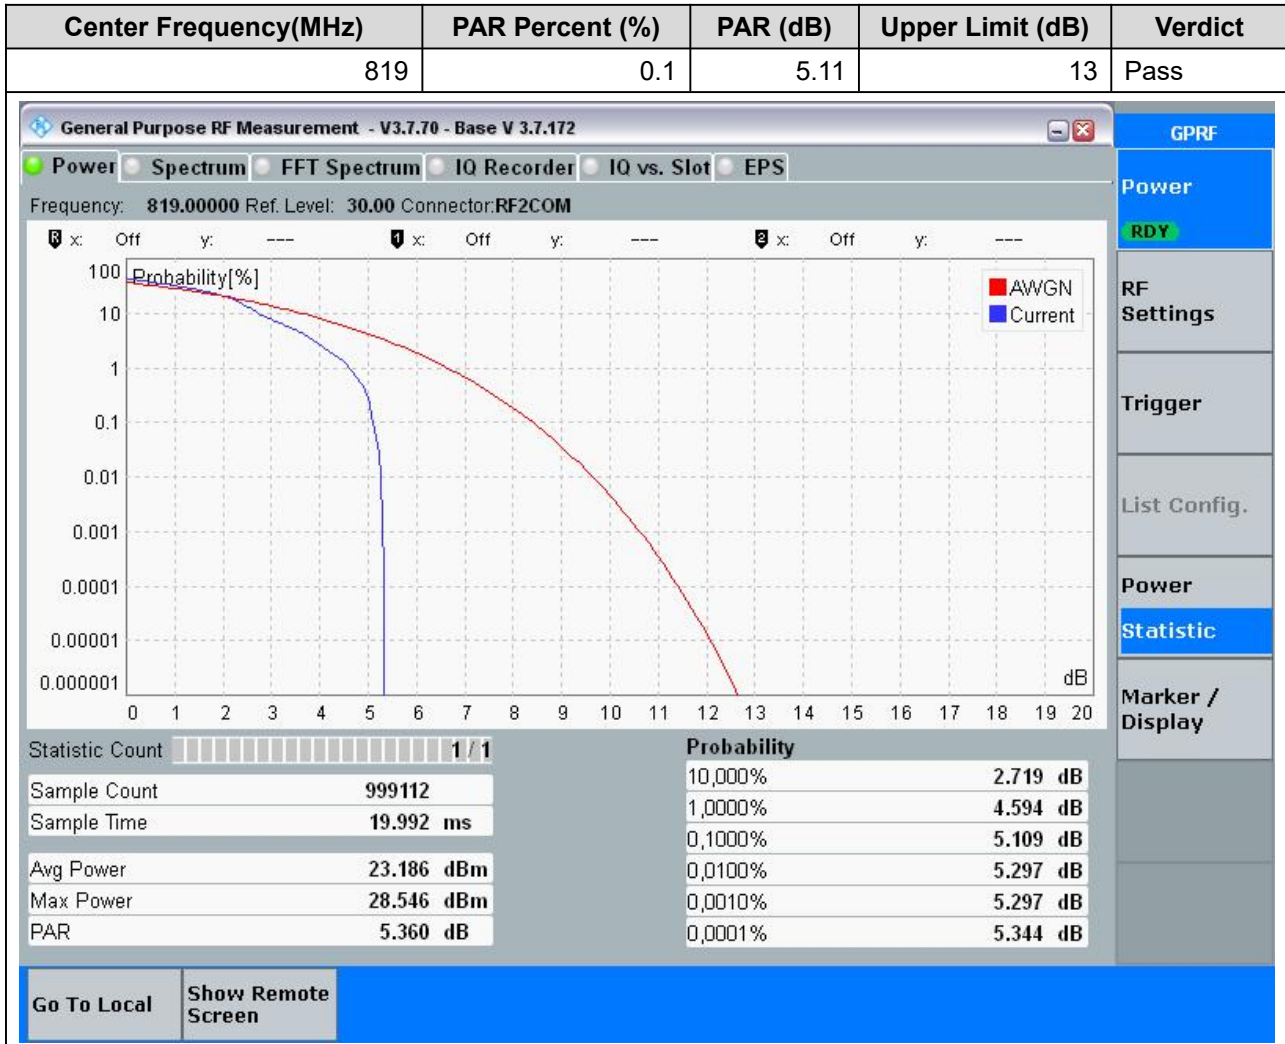 Center Frequency(MHz) PAR Percent (%) PAR (dB) Upper Limit (dB) Verdict
819 0.1 5.11 13 Pass
General Purpose RF Measurement - V3.7.70 - Base V 3.7.172
GPRF
Power Spectrum FFT Spectrum IQ Recorder IQ vs. Slot EPS
Power
RDY
Frequency: 819.00000 Ref. Level: 30.00 Connector:RF2COM
R x: Off y: --- 1 x: Off y: --- 2 x: Off y: ---
Probability[%]
AWGN
Current
100
10
1
0.1
0.01
0.001
0.0001
0.00001
0.000001
dB
0 1 2 3 4 5 6 7 8 9 10 11 12 13 14 15 16 17 18 19 20
RF
Settings
Trigger
List Config.
Power
Statistic
Marker /
Display
Statistic Count 1 / 1
Sample Count 999112
Sample Time 19.992 ms
Avg Power 23.186 dBm
Max Power 28.546 dBm
PAR 5.360 dB
Probability
10,000% 2.719 dB
1,0000% 4.594 dB
0,1000% 5.109 dB
0,0100% 5.297 dB
0,0010% 5.297 dB
0,0001% 5.344 dB
Go To Local
Show Remote
Screen